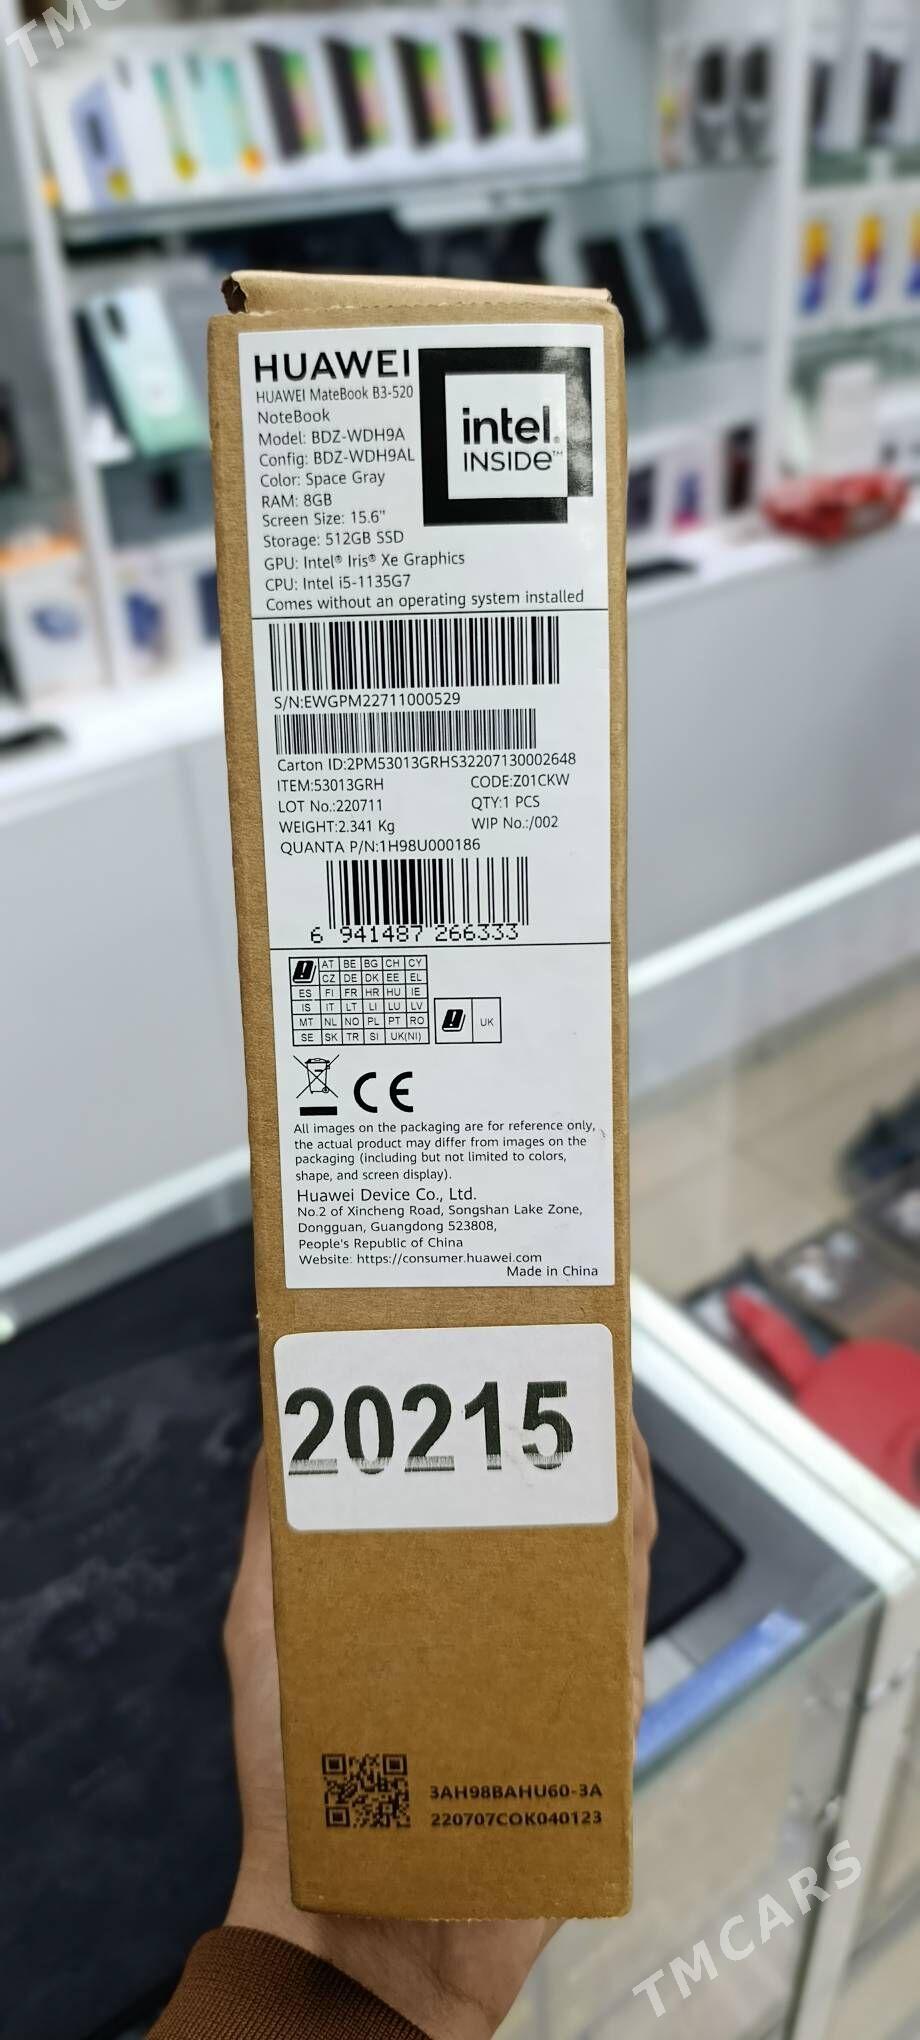 HUAWEI
HUAWEI MateBook B3-520
NoteBook
Model: BDZ-WDH9A
Config: BDZ-WDH9AL
Color: Space Gray
RAM: 8GB
Screen Size: 15.6"
Storage: 512GB SSD
GPU: Intel® Iris® Xe Graphics
CPU: Intel i5-1135G7
Comes without an operating system installed
intel.
INSIDe™
S/N:EWGPM22711000529
Carton ID:2PM53013GRHS32207130002648
ITEM:53013GRH CODE:Z01CKW
LOT No.:220711 QTY:1 PCS
WEIGHT:2.341 Kg WIP No.:/002
QUANTA P/N:1H98U000186
6 941487 266333
AT BE BG CH CY
CZ DE DK EE EL
ES FI FR HR HU IE
IS IT LT LI LU LV
MT NL NO PL PT RO
SE SK TR SI UK(NI)
UK
CE
All images on the packaging are for reference only,
the actual product may differ from images on the
packaging (including but not limited to colors,
shape, and screen display).
Huawei Device Co., Ltd.
No.2 of Xincheng Road, Songshan Lake Zone,
Dongguan, Guangdong 523808,
People's Republic of China
Website: https://consumer.huawei.com
Made in China
20215
3AH98BAHU60-3A
220707COK040123
TMCARS